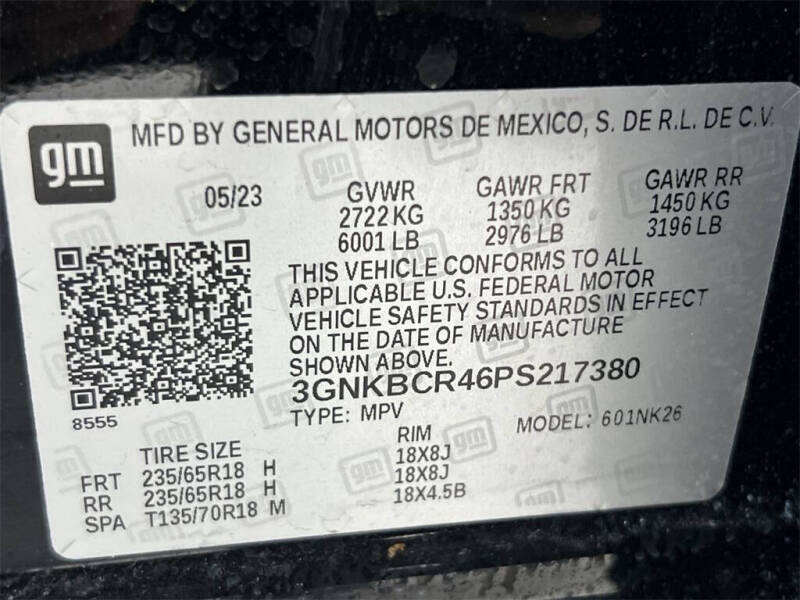 gm
MFD BY GENERAL MOTORS DE MEXICO, S. DE R.L. DE C.V.
05/23
GVWR
2722 KG
6001 LB
GAWR FRT
1350 KG
2976 LB
GAWR RR
1450 KG
3196 LB
THIS VEHICLE CONFORMS TO ALL
APPLICABLE U.S. FEDERAL MOTOR
VEHICLE SAFETY STANDARDS IN EFFECT
ON THE DATE OF MANUFACTURE
SHOWN ABOVE.
3GNKBCR46PS217380
8555
TYPE: MPV
MODEL: 601NK26
TIRE SIZE
RIM
FRT 235/65R18 H 18X8J
RR 235/65R18 H 18X8J
SPA T135/70R18 M 18X4.5B